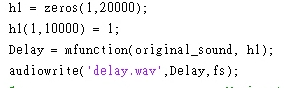 h1 = zeros(1,20000);
h1(1,10000) = 1;
Delay = mfunction(original_sound, h1);
audiowrite('delay.wav',Delay,fs);